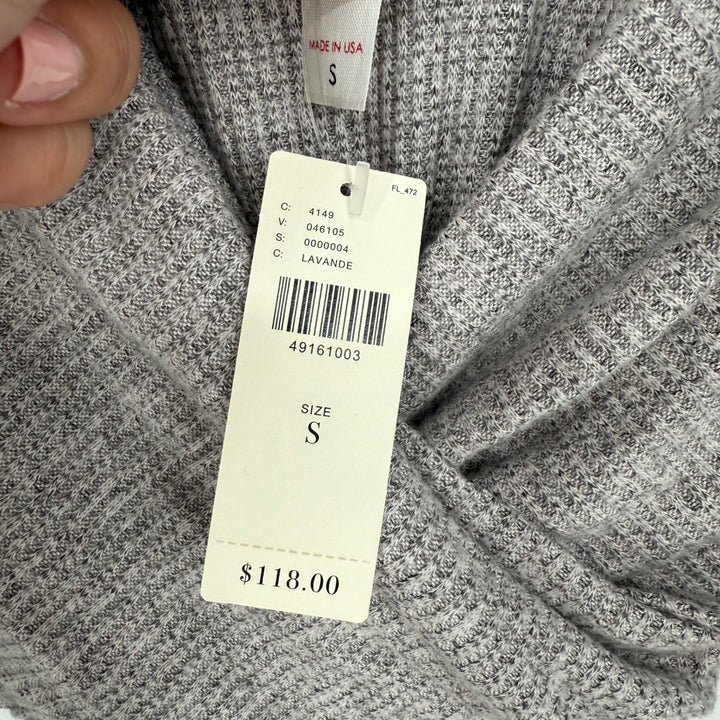 MADE IN USA
S
FL_472
C: 4149
V: 046105
S: 0000004
C: LAVANDE
49161003
SIZE
S
$118.00